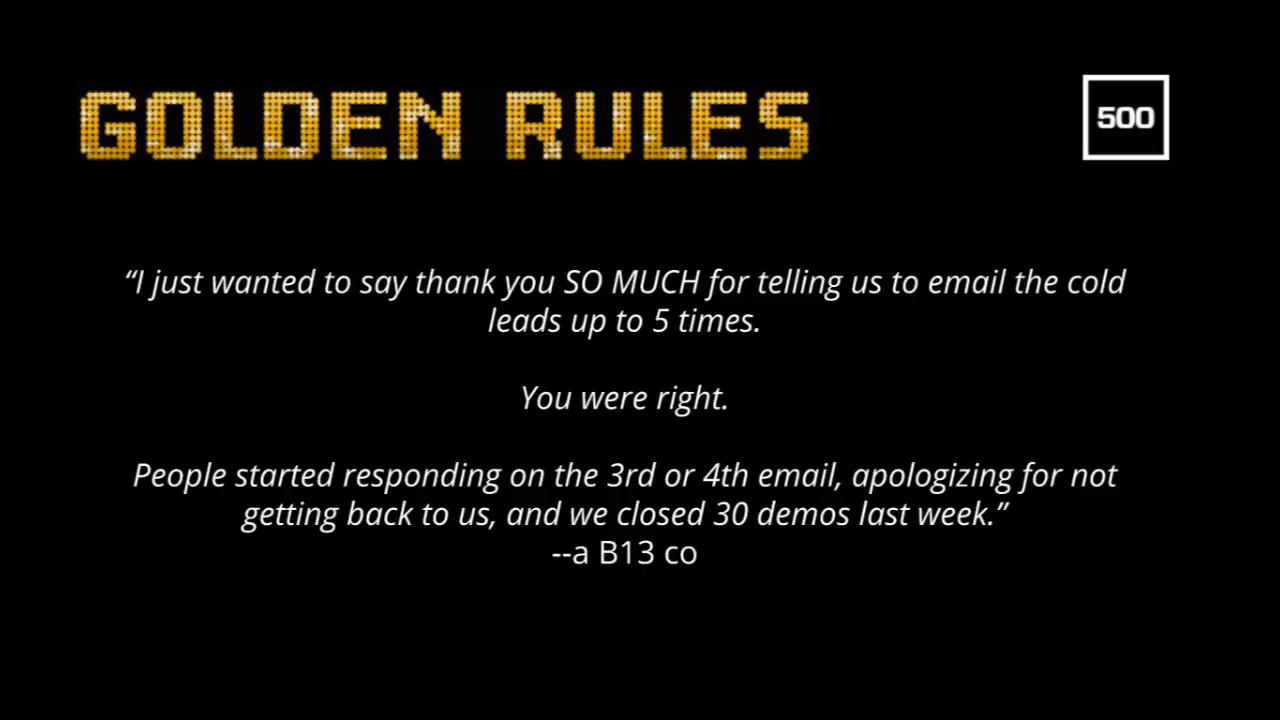 GOLDEN RULES
500
“I just wanted to say thank you SO MUCH for telling us to email the cold
leads up to 5 times.
You were right.
People started responding on the 3rd or 4th email, apologizing for not
getting back to us, and we closed 30 demos last week.”
--a B13 co